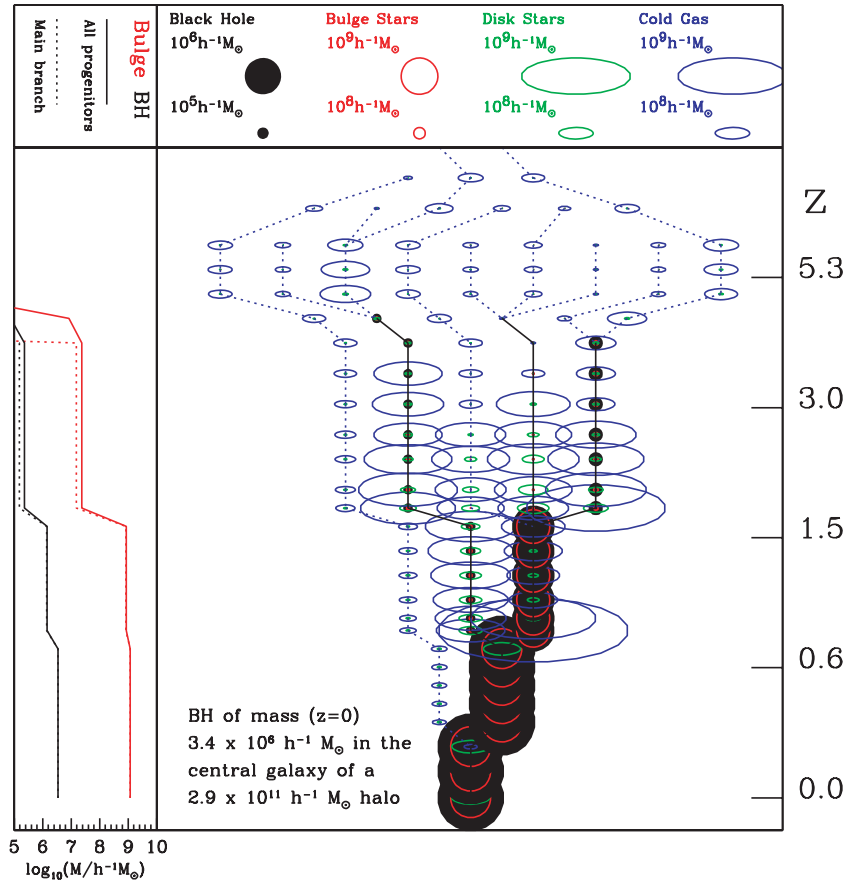 Bulge BH
All progenitors
Main branch
Black Hole
10⁶h⁻¹M☉
10⁵h⁻¹M☉
Bulge Stars
10⁹h⁻¹M☉
10⁸h⁻¹M☉
Disk Stars
10⁹h⁻¹M☉
10⁸h⁻¹M☉
Cold Gas
10⁹h⁻¹M☉
10⁸h⁻¹M☉
Z
5.3
3.0
1.5
0.6
0.0
BH of mass (z=0)
3.4 x 10⁶ h⁻¹ M☉ in the
central galaxy of a
2.9 x 10¹¹ h⁻¹ M☉ halo
5 6 7 8 9 10
log₁₀(M/h⁻¹M☉)